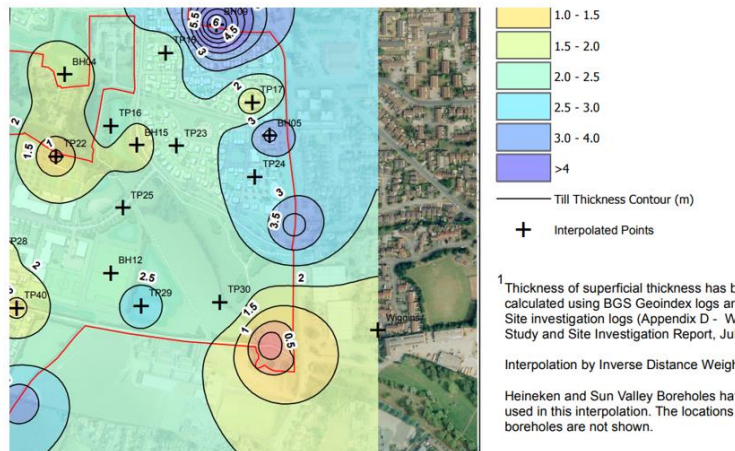 BH09
6
5.5
4.5
3
TP18
BH04
2
TP17
2
TP16
3
BH05
BH15
TP23
1.5
1
TP22
TP24
TP25
3
3.5
P28
2
BH12
2.5
2
TP29
TP30
TP40
1.5
Wiggins
1
0.5
1.0 - 1.5
1.5 - 2.0
2.0 - 2.5
2.5 - 3.0
3.0 - 4.0
>4
Till Thickness Contour (m)
Interpolated Points
1
Thickness of superficial thickness has b
calculated using BGS Geoindex logs ar
Site investigation logs (Appendix D - W
Study and Site Investigation Report, Jul
Interpolation by Inverse Distance Weigh
Heineken and Sun Valley Boreholes hav
used in this interpolation. The locations
boreholes are not shown.